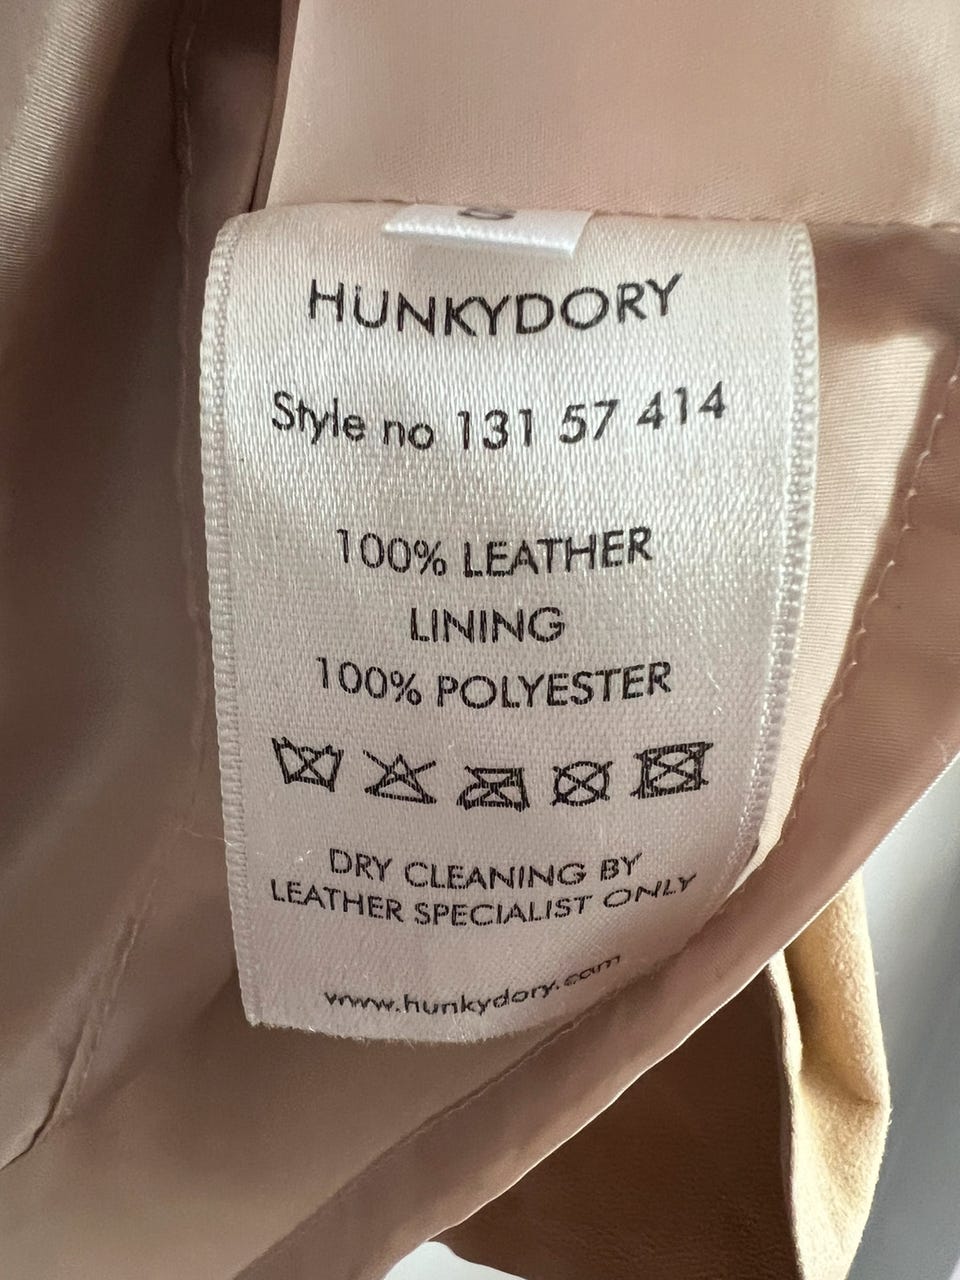 HUNKYDORY
Style no 131 57 414
100% LEATHER
LINING
100% POLYESTER
DRY CLEANING BY
LEATHER SPECIALIST ONLY
www.hunkydory.com